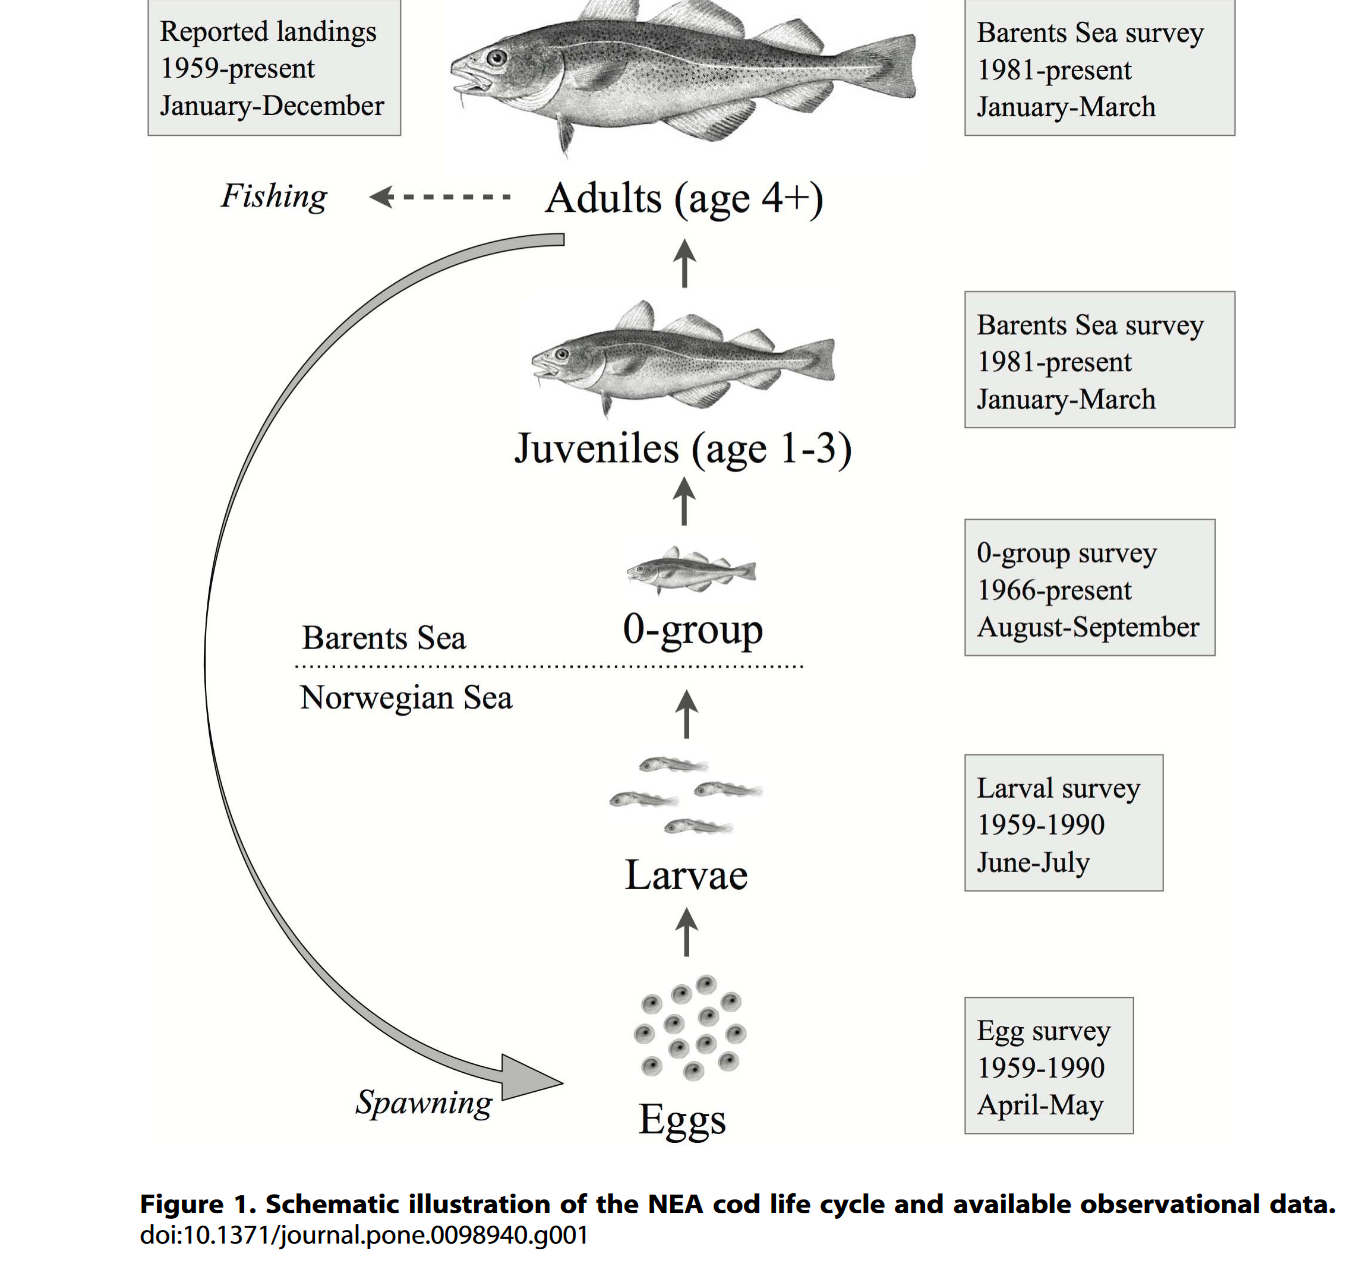 Reported landings
1959-present
January-December
Barents Sea survey
1981-present
January-March
Fishing
Adults (age 4+)
Barents Sea survey
1981-present
January-March
Juveniles (age 1-3)
0-group survey
1966-present
August-September
0-group
Barents Sea
Norwegian Sea
Larval survey
1959-1990
June-July
Larvae
Egg survey
1959-1990
April-May
Spawning
Eggs
Figure 1. Schematic illustration of the NEA cod life cycle and available observational data.
doi:10.1371/journal.pone.0098940.g001